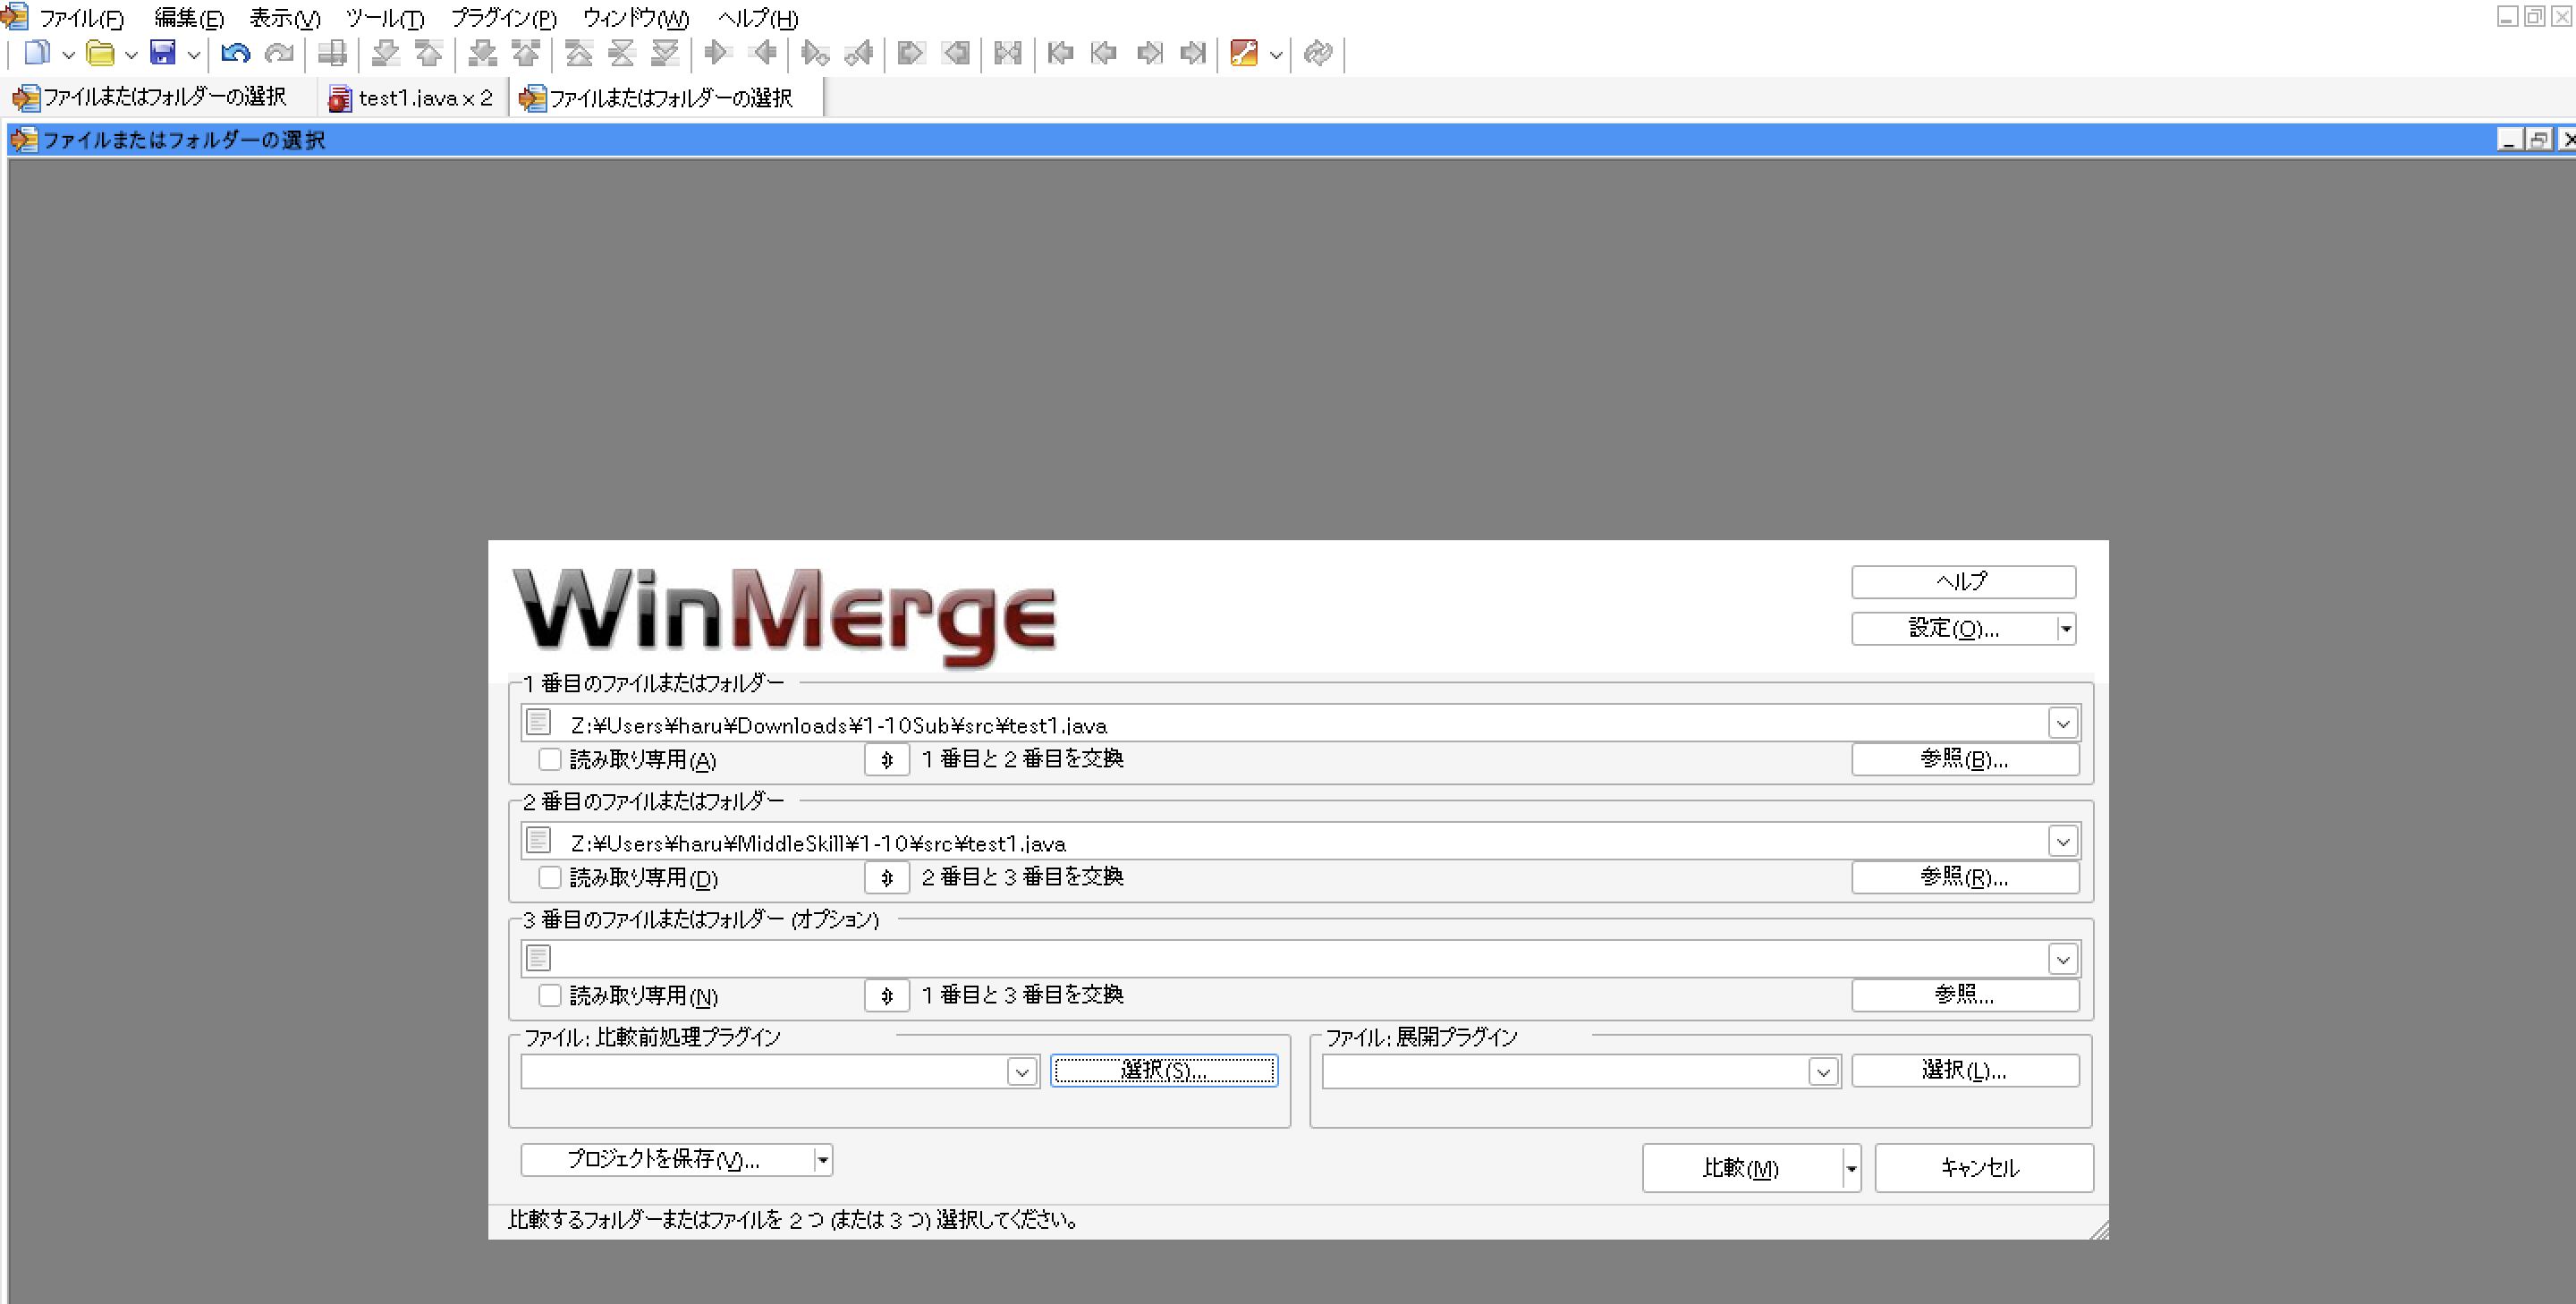 ファイル(F) 編集(E) 表示(V) ツール(T) プラグイン(P) ウィンドウ(W) ヘルプ(H)
ファイルまたはフォルダーの選択 test1.java x 2 ファイルまたはフォルダーの選択
ファイルまたはフォルダーの選択
WinMerge
ヘルプ
設定(O)...
1 番目のファイルまたはフォルダー
Z:¥Users¥haru¥Downloads¥1-10Sub¥src¥test1.java
読み取り専用(A) 1 番目と 2 番目を交換 参照(B)...
2 番目のファイルまたはフォルダー
Z:¥Users¥haru¥MiddleSkill¥1-10¥src¥test1.java
読み取り専用(D) 2 番目と 3 番目を交換 参照(R)...
3 番目のファイルまたはフォルダー (オプション)
読み取り専用(N) 1 番目と 3 番目を交換 参照...
ファイル: 比較前処理プラグイン ファイル: 展開プラグイン
選択(S)... 選択(L)...
プロジェクトを保存(V)... 比較(M) キャンセル
比較するフォルダーまたはファイルを 2 つ (または 3 つ) 選択してください。